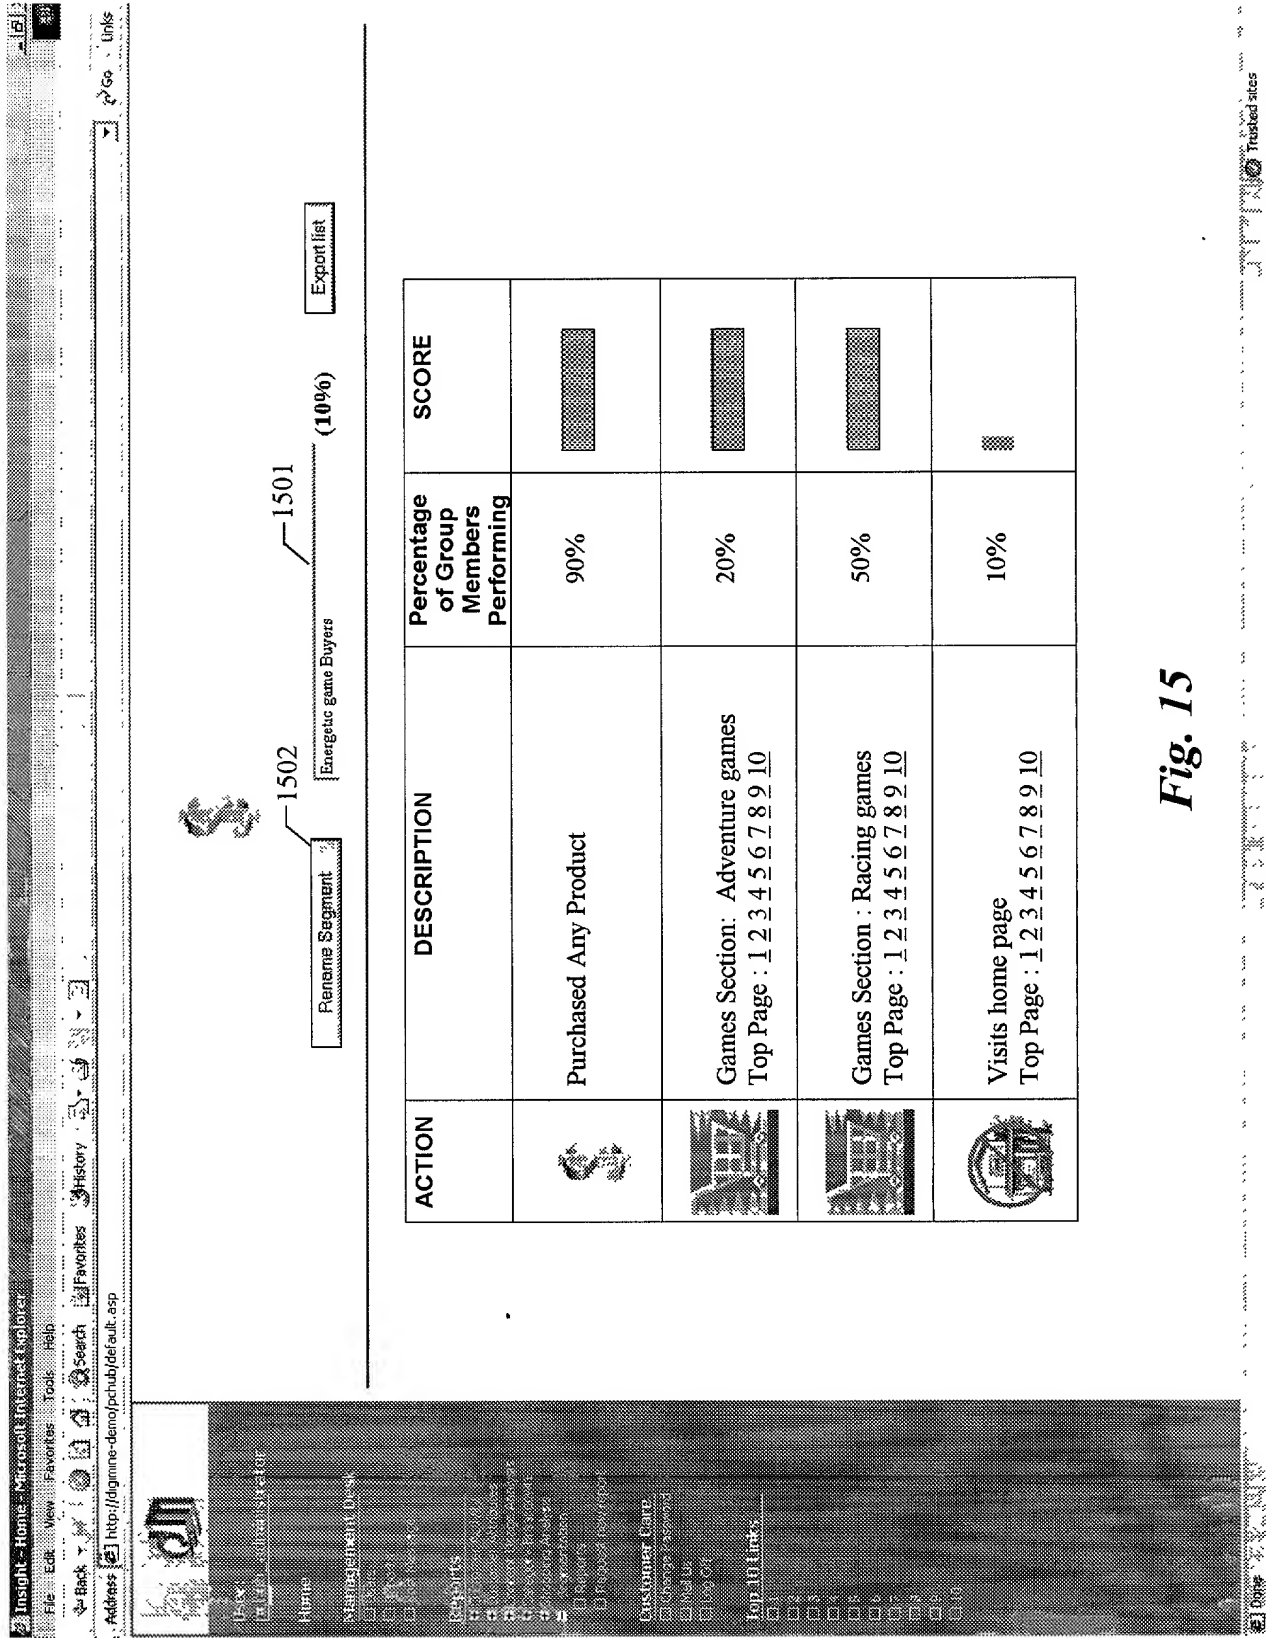 Insight - Home - Microsoft Internet Explorer
File Edit View Favorites Tools Help
Back Search Favorites History
Address http://digimine-demo/pchub/default.asp Go Links
1502
1501
Rename Segment Energetic game Buyers (10%) Export list
ACTION DESCRIPTION Percentage of Group Members Performing SCORE
Purchased Any Product 90%
Games Section: Adventure games 20%
Top Page : 1 2 3 4 5 6 7 8 9 10
Games Section : Racing games 50%
Top Page : 1 2 3 4 5 6 7 8 9 10
Visits home page 10%
Top Page : 1 2 3 4 5 6 7 8 9 10
Home
Management Desk
Reports
Customer Care
Top 10 Links
Done Trusted sites
Fig. 15